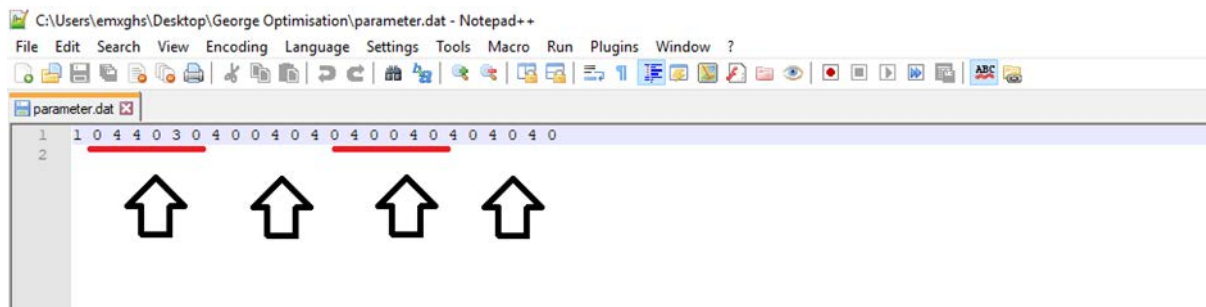 C:\Users\emxghs\Desktop\George Optimisation\parameter.dat - Notepad++
File Edit Search View Encoding Language Settings Tools Macro Run Plugins Window ?
ABC
parameter.dat
1 1 0 4 4 0 3 0 4 0 0 4 0 4 0 4 0 0 4 0 4 0 4 0 4 0
2